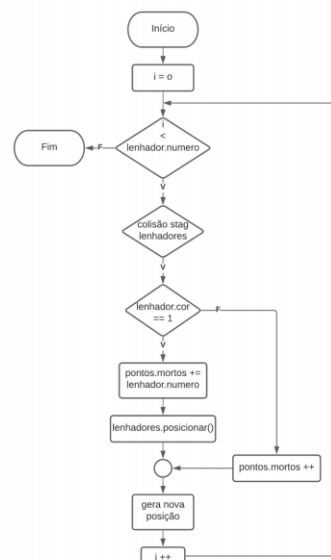 Início
i = o
i
<
lenhador.numero
F
Fim
V
colisão stag
lenhadores
V
lenhador.cor
== 1
F
V
pontos.mortos +=
lenhador.numero
lenhadores.posicionar()
pontos.mortos ++
gera nova
posição
i ++